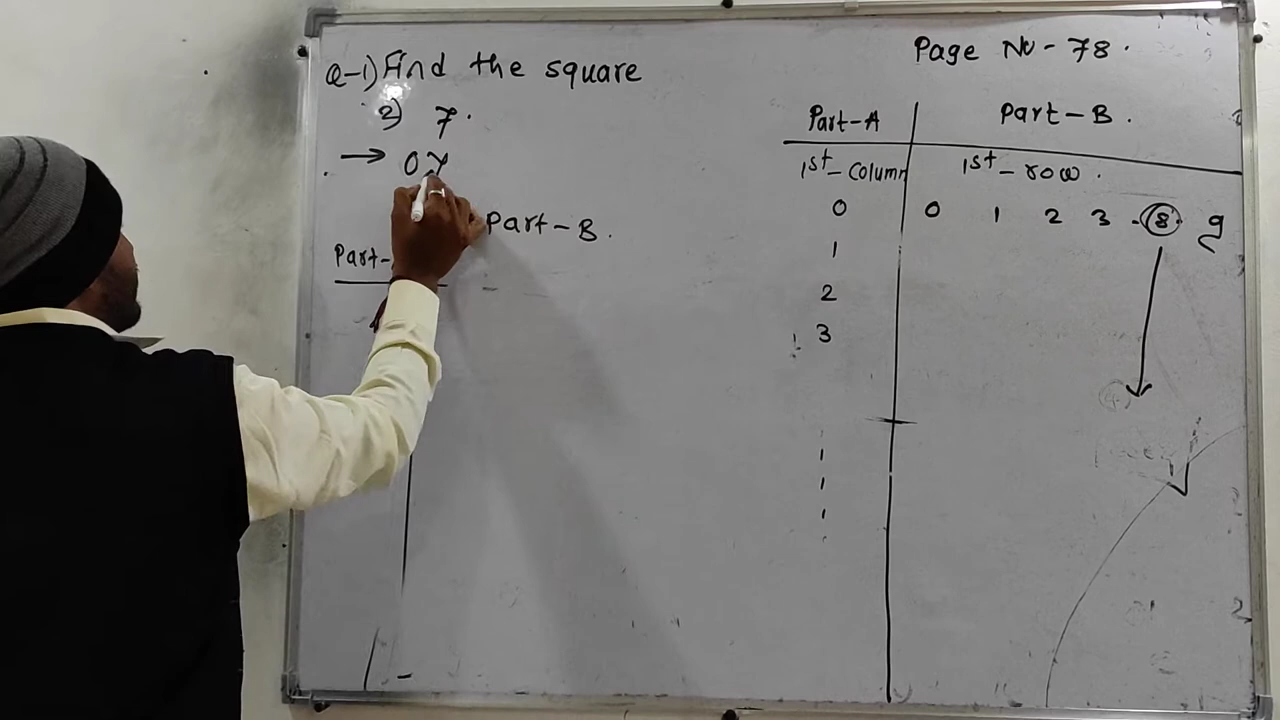 Q-1) Find the square
2) 7.
→ 07
Part-
Part-B.
Page No-78.
Part-A Part-B.
1st-Column 1st-row.
0 0 1 2 3 - 8 - 9
1
2
3